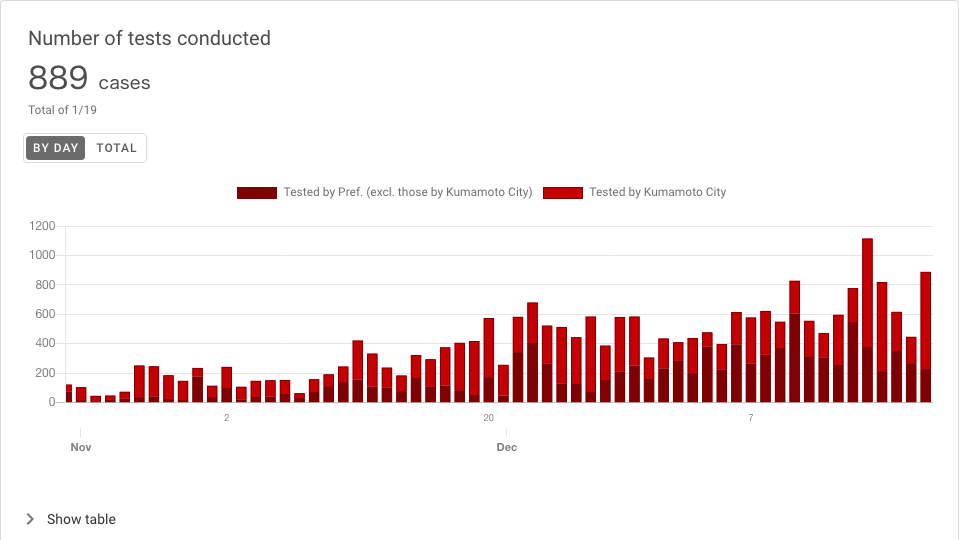 Number of tests conducted
889 cases
Total of 1/19
BY DAY TOTAL
Tested by Pref. (excl. those by Kumamoto City) Tested by Kumamoto City
1200
1000
800
600
400
200
0
2 20 7
Nov Dec
Show table